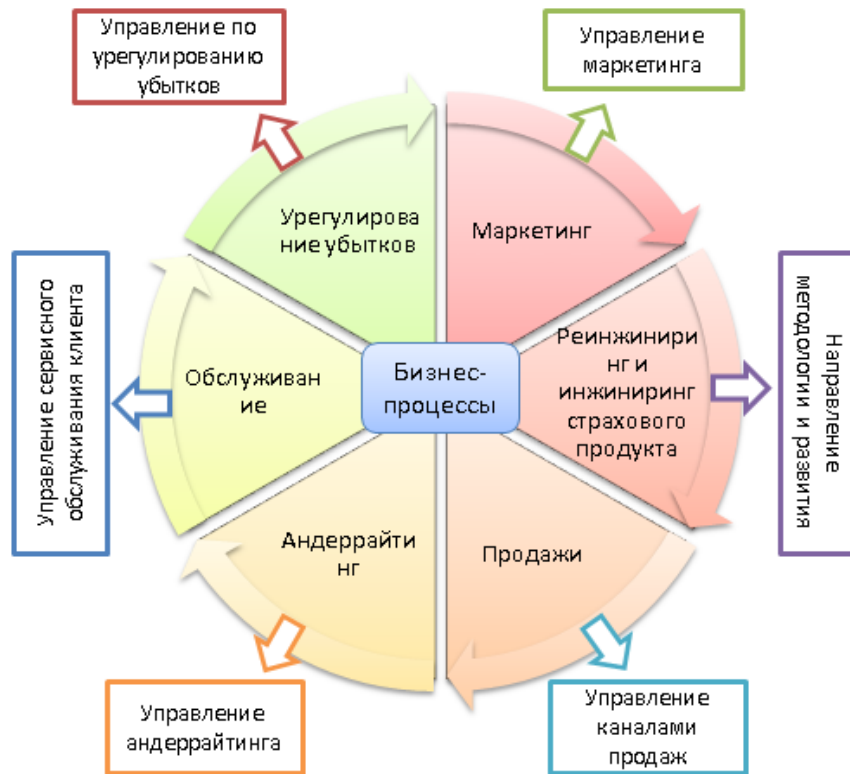 Управление по
урегулированию
убытков
Управление
маркетинга
Урегулирова
ние убытков
Маркетинг
Управление сервисного
обслуживания клиента
Обслуживан
ие
Бизнес-
процессы
Реинжинири
нг и
инжиниринг
страхового
продукта
Направление
методологии и развития
Андеррайти
нг
Продажи
Управление
андеррайтинга
Управление
каналами
продаж